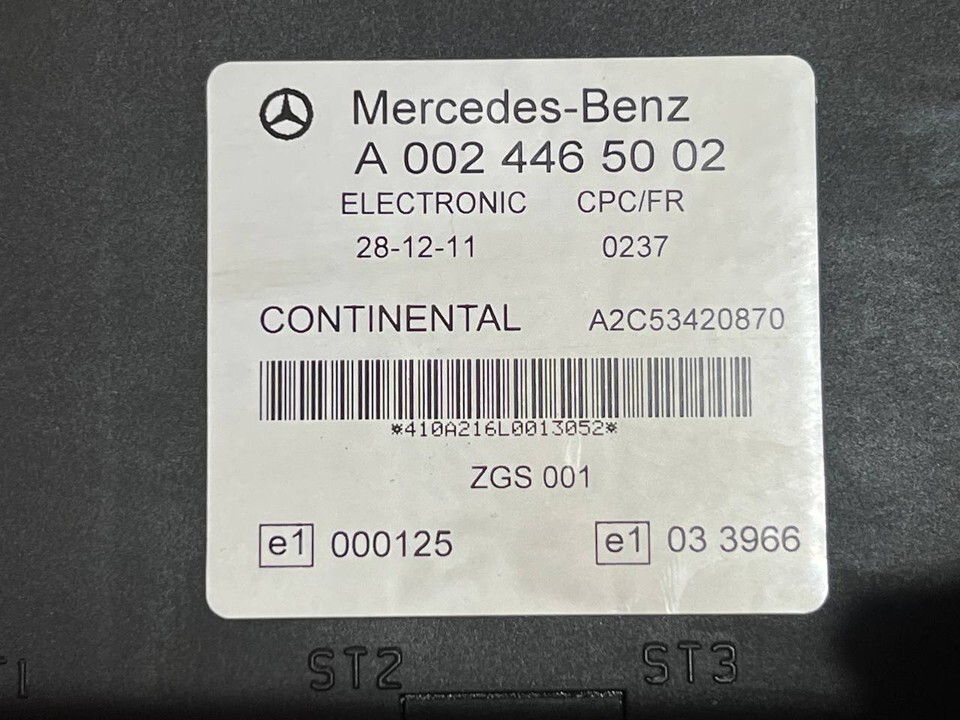 Mercedes-Benz
A 002 446 50 02
ELECTRONIC CPC/FR
28-12-11 0237
CONTINENTAL A2C53420870
*410A216L0013052*
ZGS 001
e1 000125 e1 03 3966
ST2 ST3